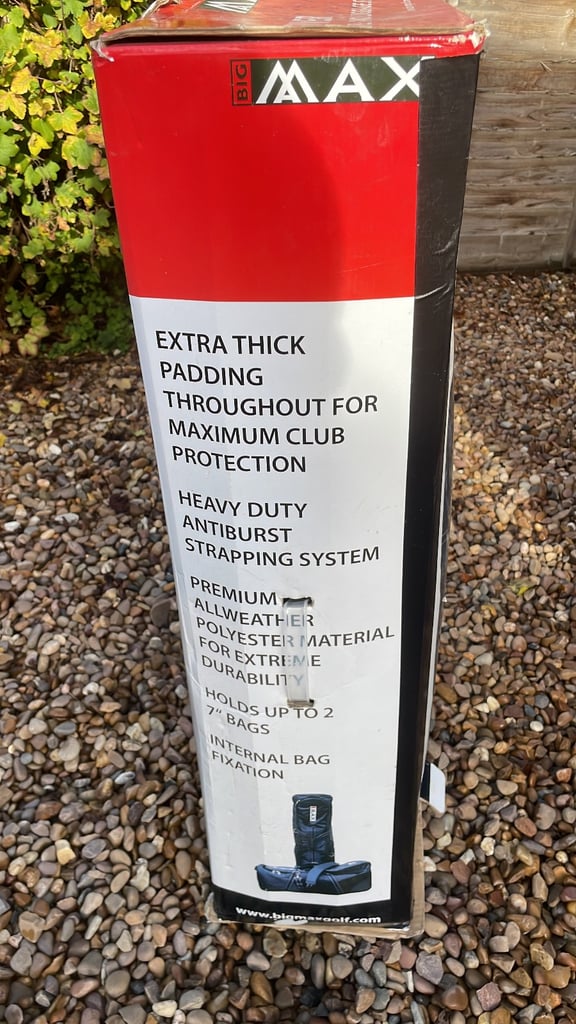 BIG MAX
EXTRA THICK
PADDING
THROUGHOUT FOR
MAXIMUM CLUB
PROTECTION
HEAVY DUTY
ANTIBURST
STRAPPING SYSTEM
PREMIUM
ALLWEATHER
POLYESTER MATERIAL
FOR EXTREME
DURABILITY
HOLDS UP TO 2
7" BAGS
INTERNAL BAG
FIXATION
www.bigmaxgolf.com